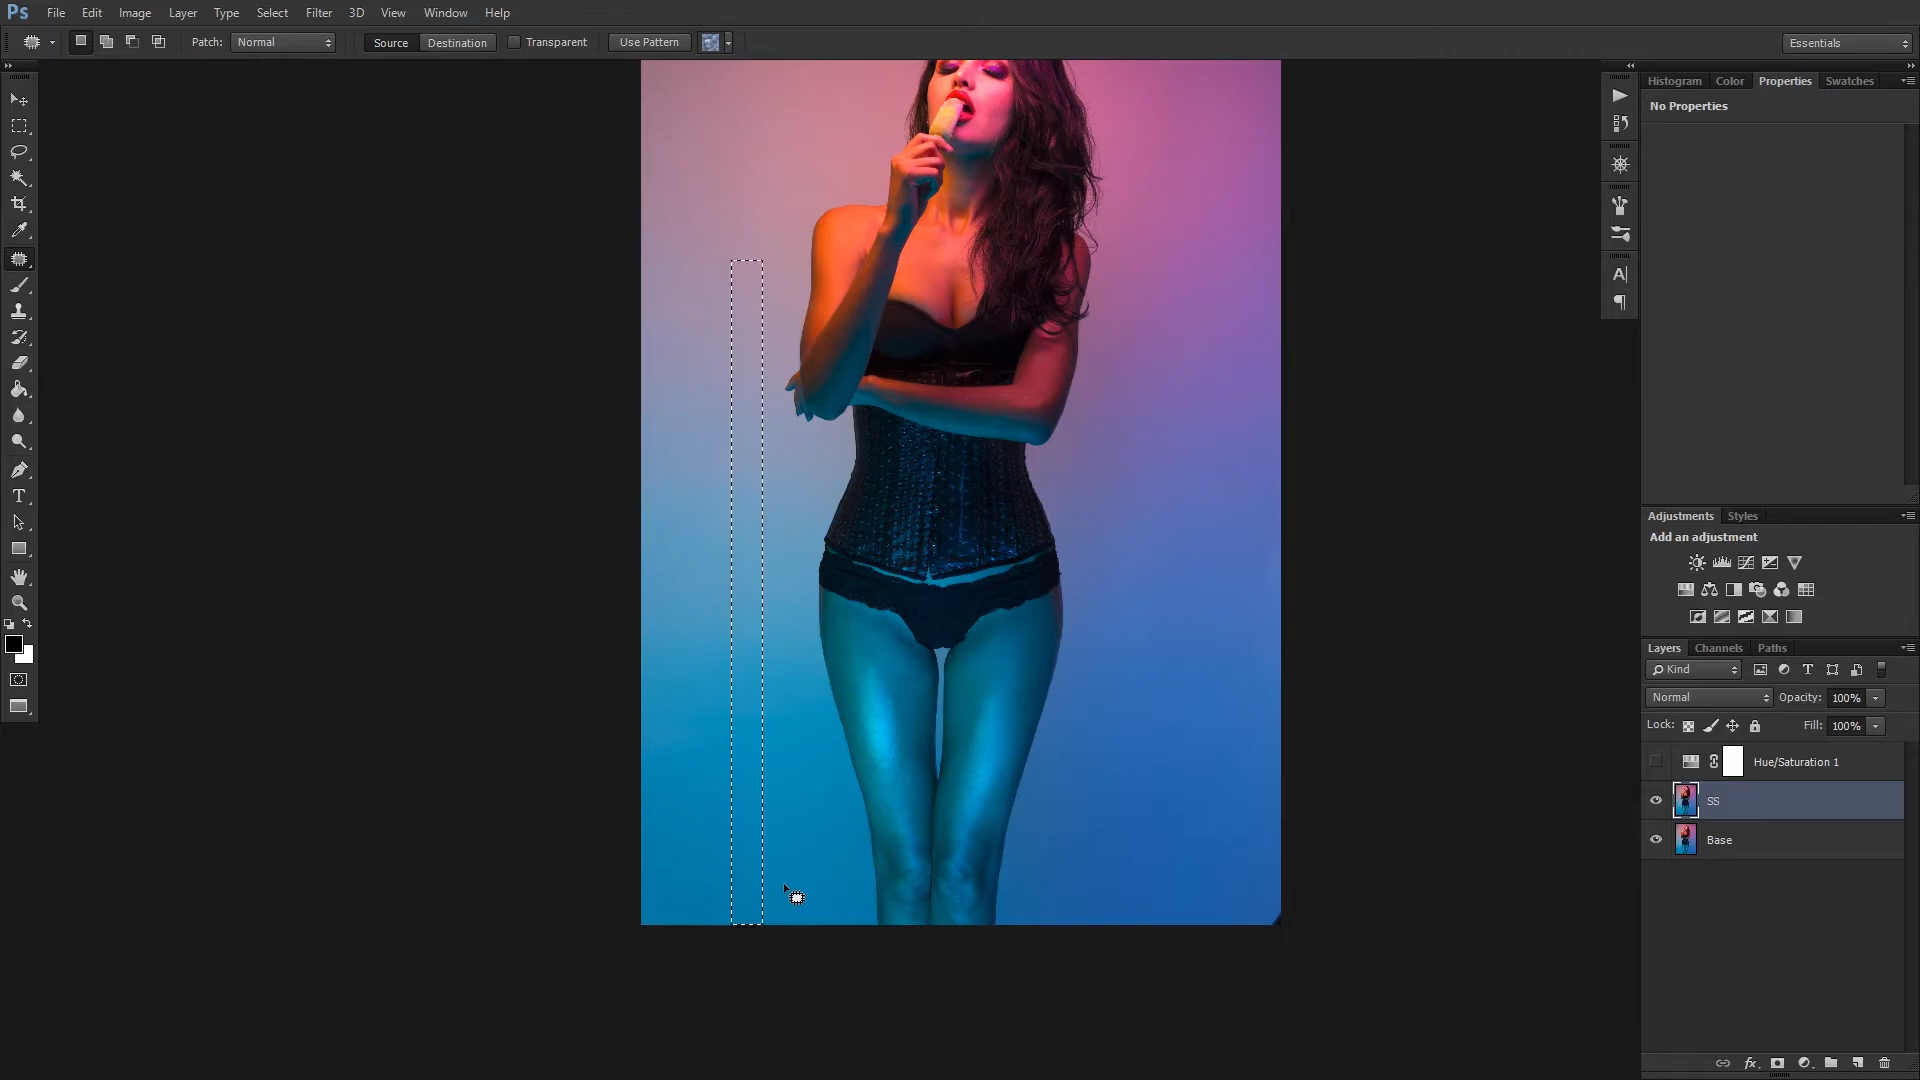 Ps File Edit Image Layer Type Select Filter 3D View Window Help
Patch: Normal Source Destination Transparent Use Pattern Essentials
Histogram Color Properties Swatches
No Properties
Adjustments Styles
Add an adjustment
Layers Channels Paths
Kind
Normal Opacity: 100%
Lock: Fill: 100%
Hue/Saturation 1
SS
Base